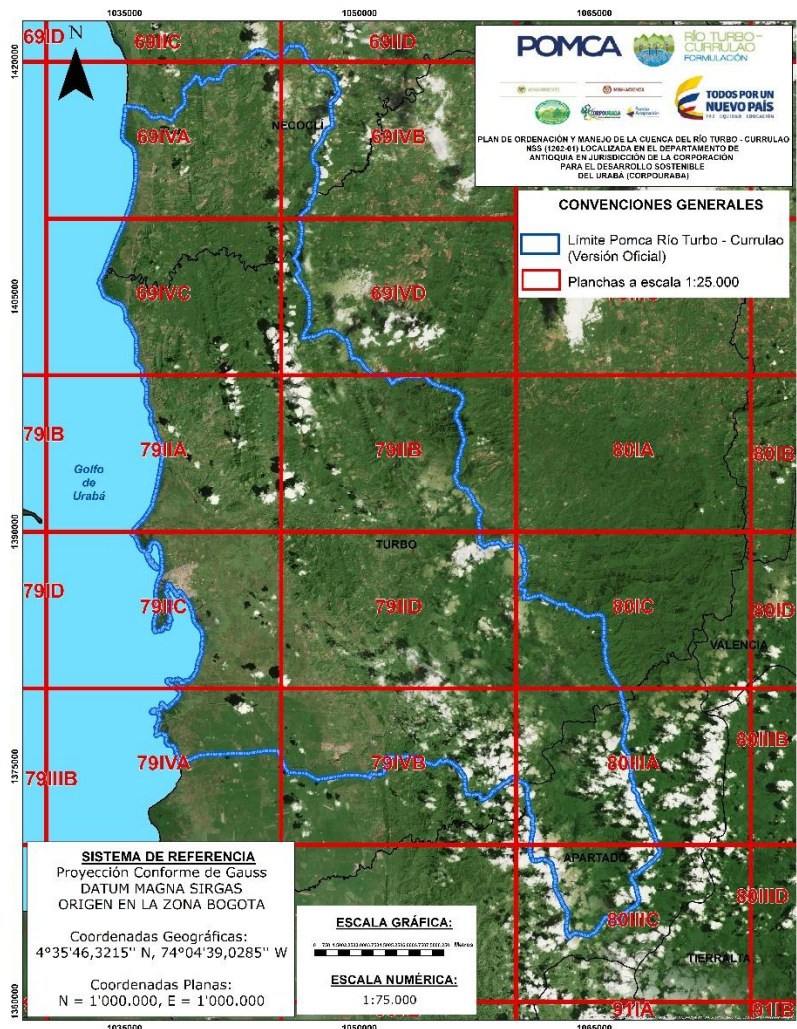 1035000 1050000 1065000
69ID 69IIC 69IID
1420000
N
POMCA
RÍO TURBO-
CURRULAO
FORMULACIÓN
MINAMBIENTE MINHACIENDA
CORPOURABA
TODOS POR UN
NUEVO PAÍS
PAZ EQUIDAD EDUCACIÓN
PLAN DE ORDENACIÓN Y MANEJO DE LA CUENCA DEL RÍO TURBO - CURRULAO
NSS (1202-01) LOCALIZADA EN EL DEPARTAMENTO DE
ANTIOQUIA EN JURISDICCIÓN DE LA CORPORACIÓN
PARA EL DESARROLLO SOSTENIBLE
DEL URABÁ (CORPOURABA)
NECOCLÍ
69IVA 69IVB
CONVENCIONES GENERALES
Límite Pomca Río Turbo - Currulao
(Versión Oficial)
Planchas a escala 1:25.000
69IVC 69IVD
1405000
79IB 79IIA 79IIB 80IA 80IB
Golfo
de
Urabá
1390000
TURBO
79ID 79IIC 79IID 80IC 80ID
VALENCIA
79IIIB 79IVA 79IVB 80IIIA 80IIIB
1375000
APARTADÓ
80IIIC 80IIID
TIERRALTA
SISTEMA DE REFERENCIA
Proyección Conforme de Gauss
DATUM MAGNA SIRGAS
ORIGEN EN LA ZONA BOGOTA
Coordenadas Geográficas:
4°35'46,3215" N, 74°04'39,0285" W
Coordenadas Planas:
N = 1'000.000, E = 1'000.000
ESCALA GRÁFICA:
Metros
ESCALA NUMÉRICA:
1:75.000
91IA 91IB
1360000
1035000 1050000 1065000